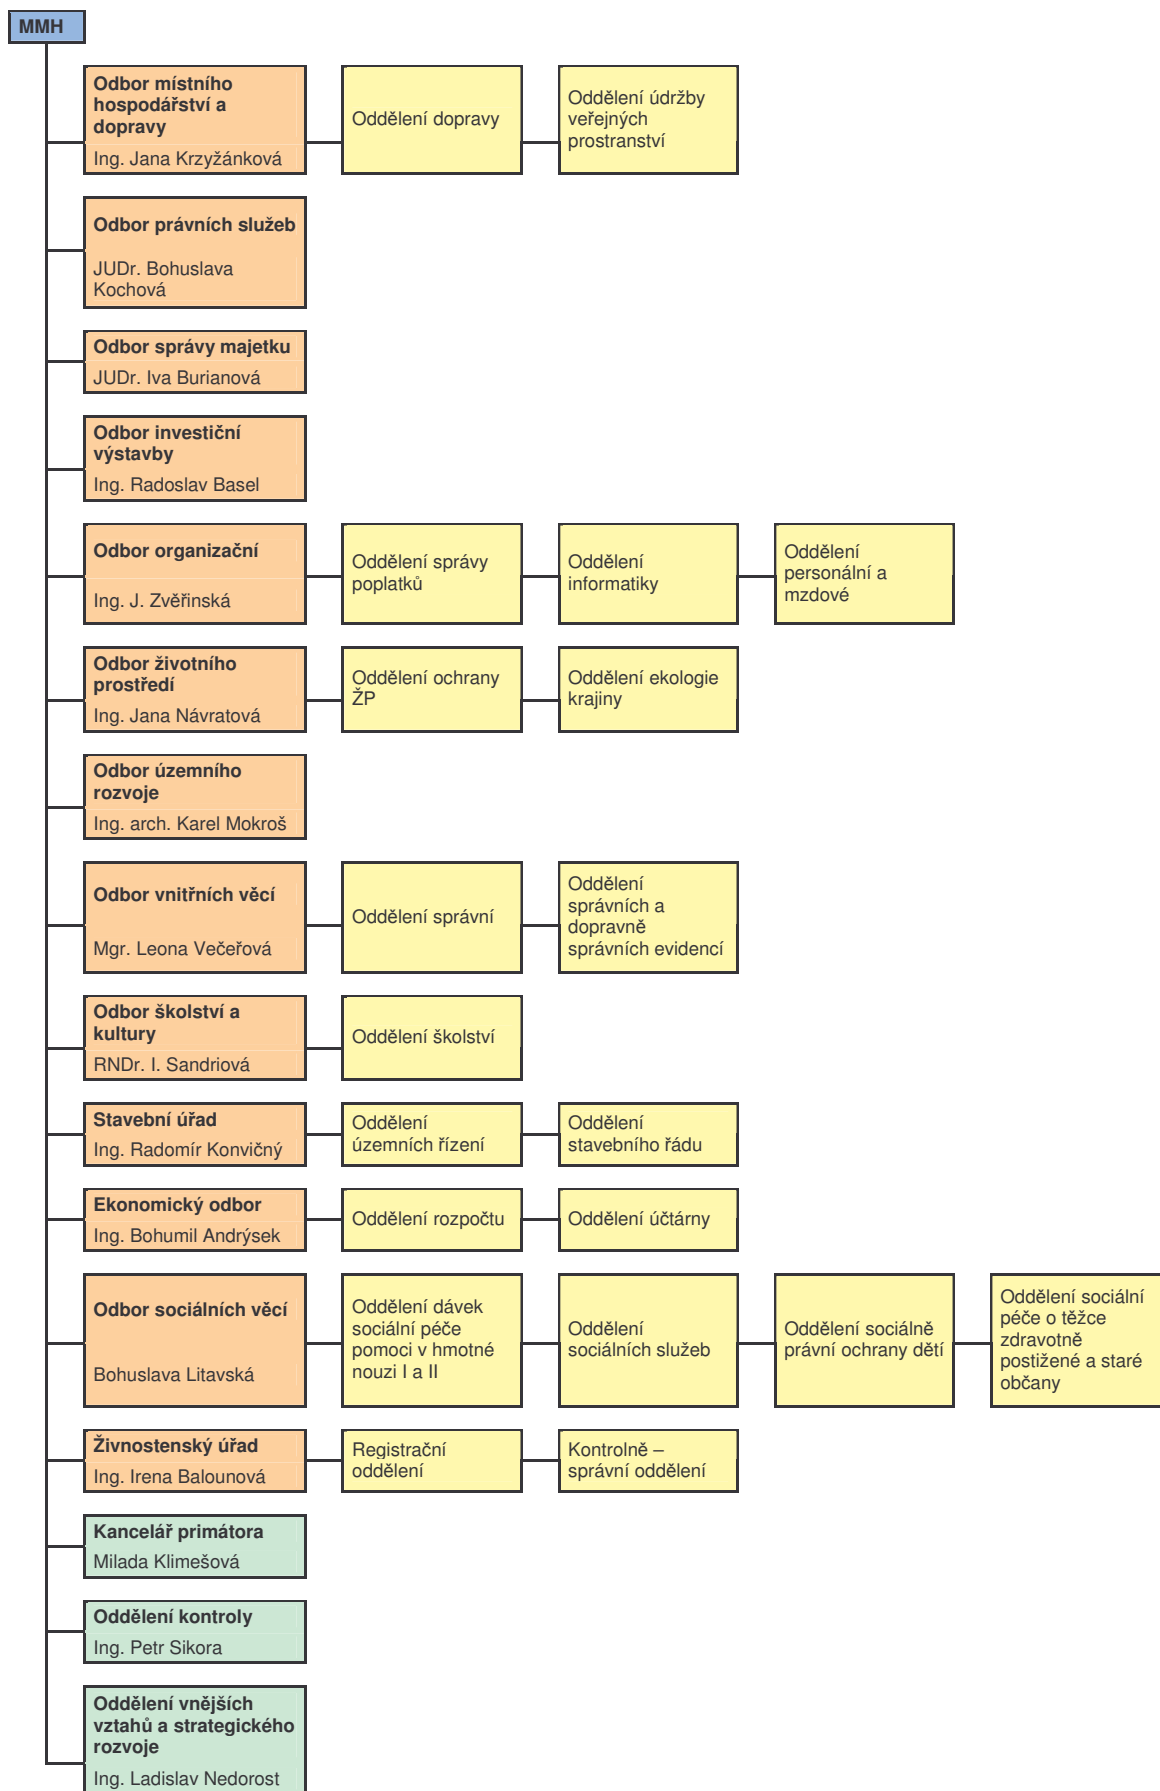 MMH
Odbor místního
hospodářství a
dopravy
Ing. Jana Krzyžánková
Oddělení dopravy
Oddělení údržby
veřejných
prostranství
Odbor právních služeb
JUDr. Bohuslava
Kochová
Odbor správy majetku
JUDr. Iva Burianová
Odbor investiční
výstavby
Ing. Radoslav Basel
Odbor organizační
Ing. J. Zvěřinská
Oddělení správy
poplatků
Oddělení
informatiky
Oddělení
personální a
mzdové
Odbor životního
prostředí
Ing. Jana Návratová
Oddělení ochrany
ŽP
Oddělení ekologie
krajiny
Odbor územního
rozvoje
Ing. arch. Karel Mokroš
Odbor vnitřních věcí
Mgr. Leona Večeřová
Oddělení správní
Oddělení
správních a
dopravně
správních evidencí
Odbor školství a
kultury
RNDr. I. Sandriová
Oddělení školství
Stavební úřad
Ing. Radomír Konvičný
Oddělení
územních řízení
Oddělení
stavebního řádu
Ekonomický odbor
Ing. Bohumil Andrýsek
Oddělení rozpočtu
Oddělení účtárny
Odbor sociálních věcí
Bohuslava Litavská
Oddělení dávek
sociální péče
pomoci v hmotné
nouzi I a II
Oddělení
sociálních služeb
Oddělení sociálně
právní ochrany dětí
Oddělení sociální
péče o těžce
zdravotně
postižené a staré
občany
Živnostenský úřad
Ing. Irena Balounová
Registrační
oddělení
Kontrolně –
správní oddělení
Kancelář primátora
Milada Klimešová
Oddělení kontroly
Ing. Petr Sikora
Oddělení vnějších
vztahů a strategického
rozvoje
Ing. Ladislav Nedorost